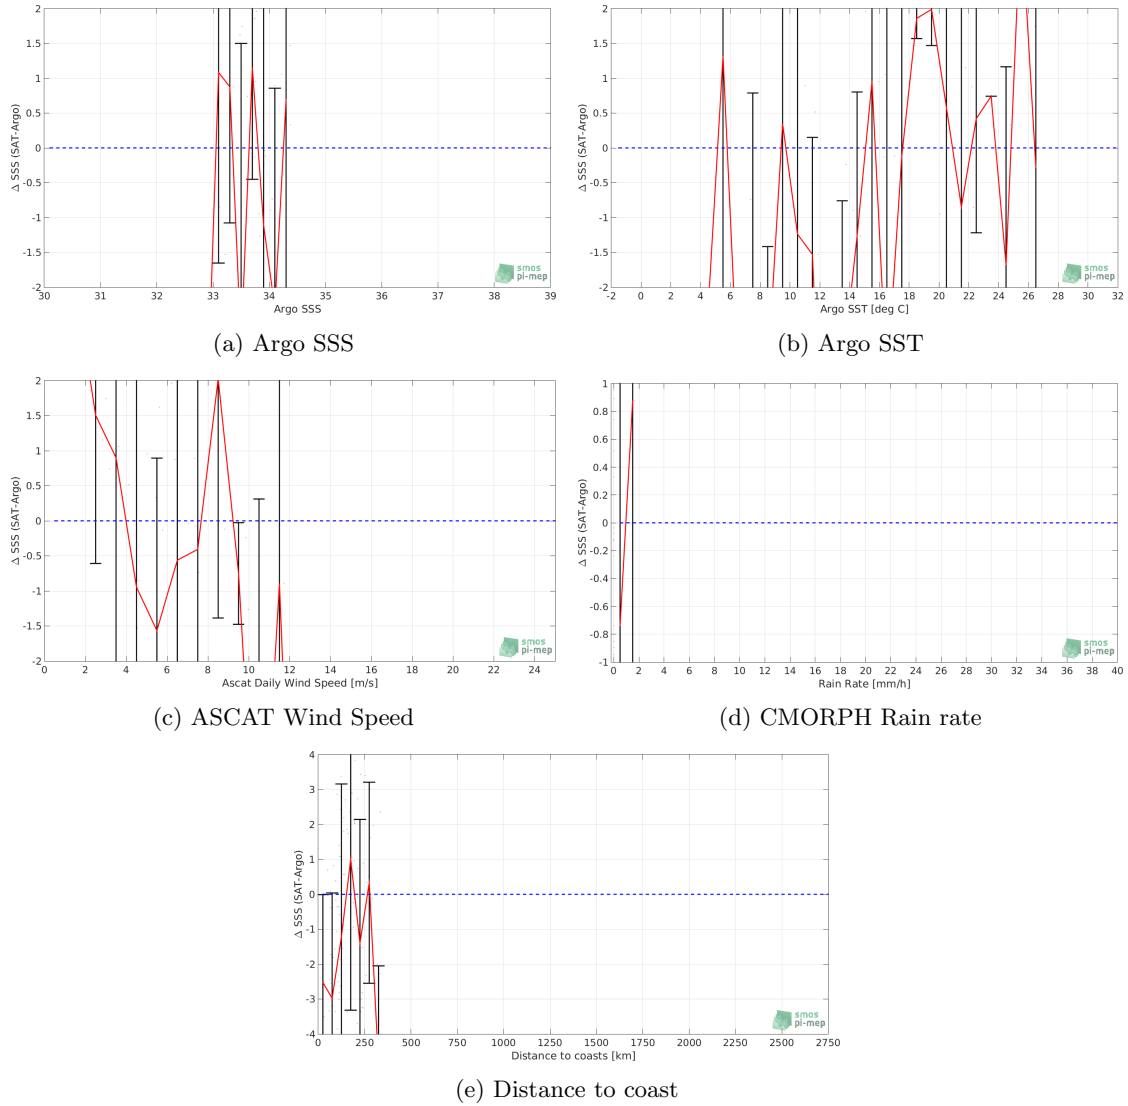 2
1.5
1
0.5
0
-0.5
-1
-1.5
-2
Δ SSS (SAT-Argo)
30 31 32 33 34 35 36 37 38 39
Argo SSS
smos
pi-mep
(a) Argo SSS
2
1.5
1
0.5
0
-0.5
-1
-1.5
-2
Δ SSS (SAT-Argo)
-2 0 2 4 6 8 10 12 14 16 18 20 22 24 26 28 30 32
Argo SST [deg C]
smos
pi-mep
(b) Argo SST
2
1.5
1
0.5
0
-0.5
-1
-1.5
-2
Δ SSS (SAT-Argo)
0 2 4 6 8 10 12 14 16 18 20 22 24
Ascat Daily Wind Speed [m/s]
smos
pi-mep
(c) ASCAT Wind Speed
1
0.8
0.6
0.4
0.2
0
-0.2
-0.4
-0.6
-0.8
-1
Δ SSS (SAT-Argo)
0 2 4 6 8 10 12 14 16 18 20 22 24 26 28 30 32 34 36 38 40
Rain Rate [mm/h]
smos
pi-mep
(d) CMORPH Rain rate
4
3
2
1
0
-1
-2
-3
-4
Δ SSS (SAT-Argo)
0 250 500 750 1000 1250 1500 1750 2000 2250 2500 2750
Distance to coasts [km]
smos
pi-mep
(e) Distance to coast